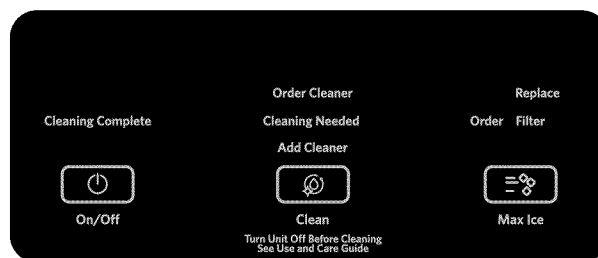 Order Cleaner
Replace
Cleaning Complete
Cleaning Needed
Order Filter
Add Cleaner
On/Off
Clean
Max Ice
Turn Unit Off Before Cleaning
See Use and Care Guide